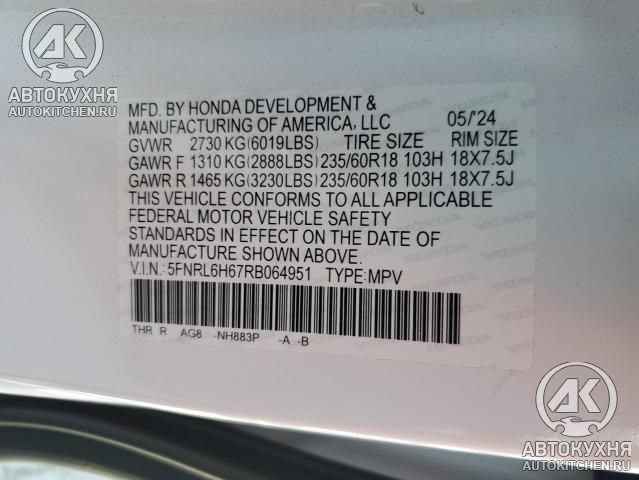 АВТОКУХНЯ
AUTOKITCHEN.RU
MFD. BY HONDA DEVELOPMENT &
MANUFACTURING OF AMERICA, LLC 05/'24
GVWR 2730 KG(6019LBS) TIRE SIZE RIM SIZE
GAWR F 1310 KG(2888LBS) 235/60R18 103H 18X7.5J
GAWR R 1465 KG(3230LBS) 235/60R18 103H 18X7.5J
THIS VEHICLE CONFORMS TO ALL APPLICABLE
FEDERAL MOTOR VEHICLE SAFETY
STANDARDS IN EFFECT ON THE DATE OF
MANUFACTURE SHOWN ABOVE.
V.I.N.: 5FNRL6H67RB064951 TYPE: MPV
THR R AG8 -NH883P -A -B
АК
АВТОКУХНЯ
AUTOKITCHEN.RU